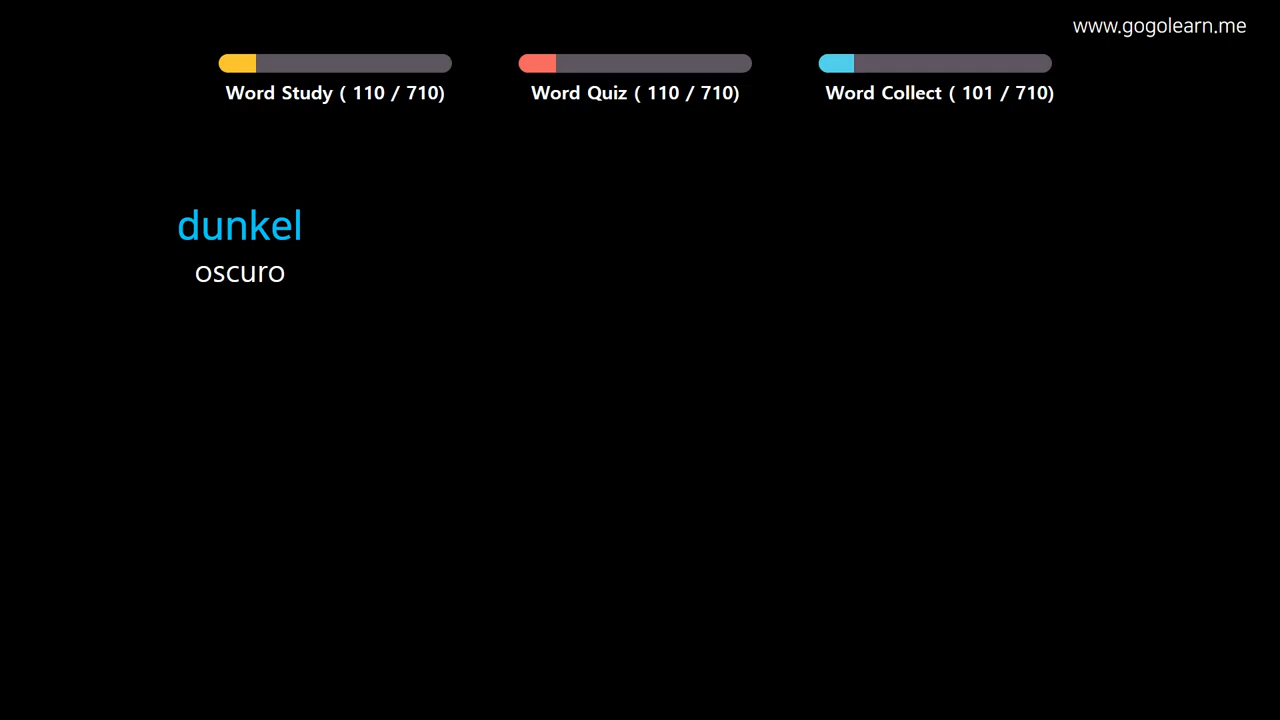 www.gogolearn.me
Word Study ( 110 / 710)
Word Quiz ( 110 / 710)
Word Collect ( 101 / 710)
dunkel
oscuro